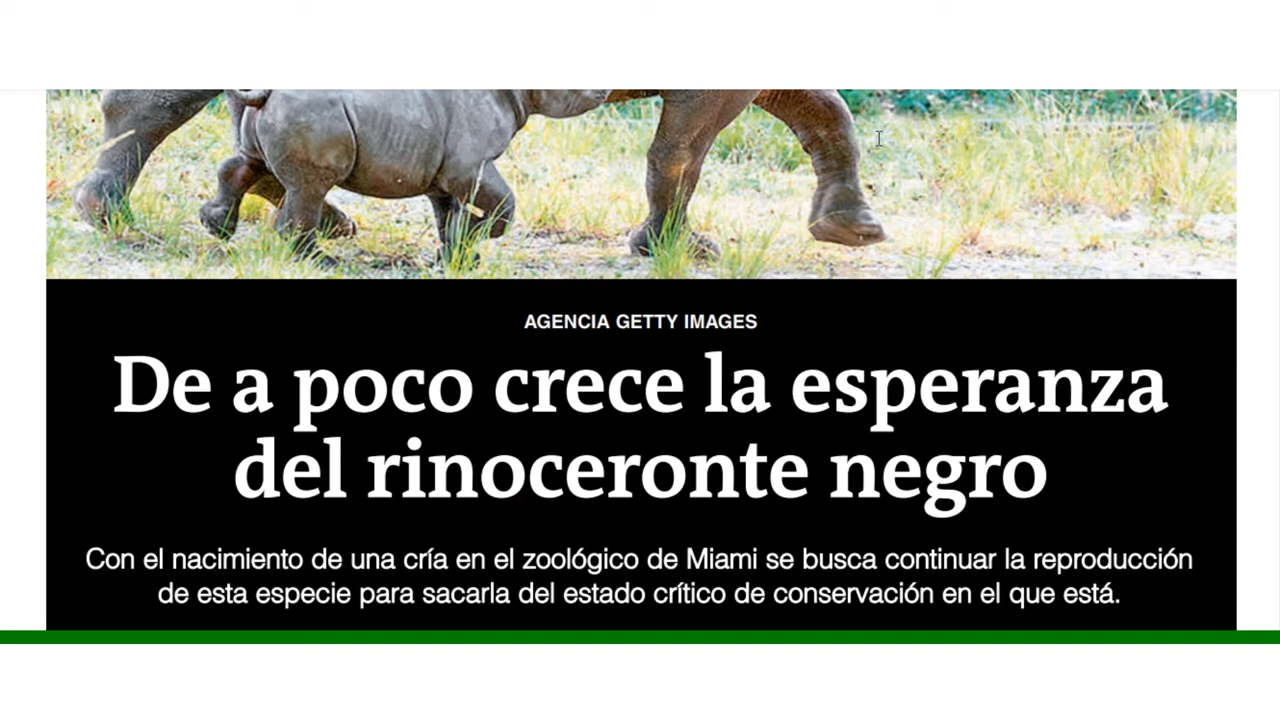 AGENCIA GETTY IMAGES
De a poco crece la esperanza
del rinoceronte negro
Con el nacimiento de una cría en el zoológico de Miami se busca continuar la reproducción
de esta especie para sacarla del estado crítico de conservación en el que está.